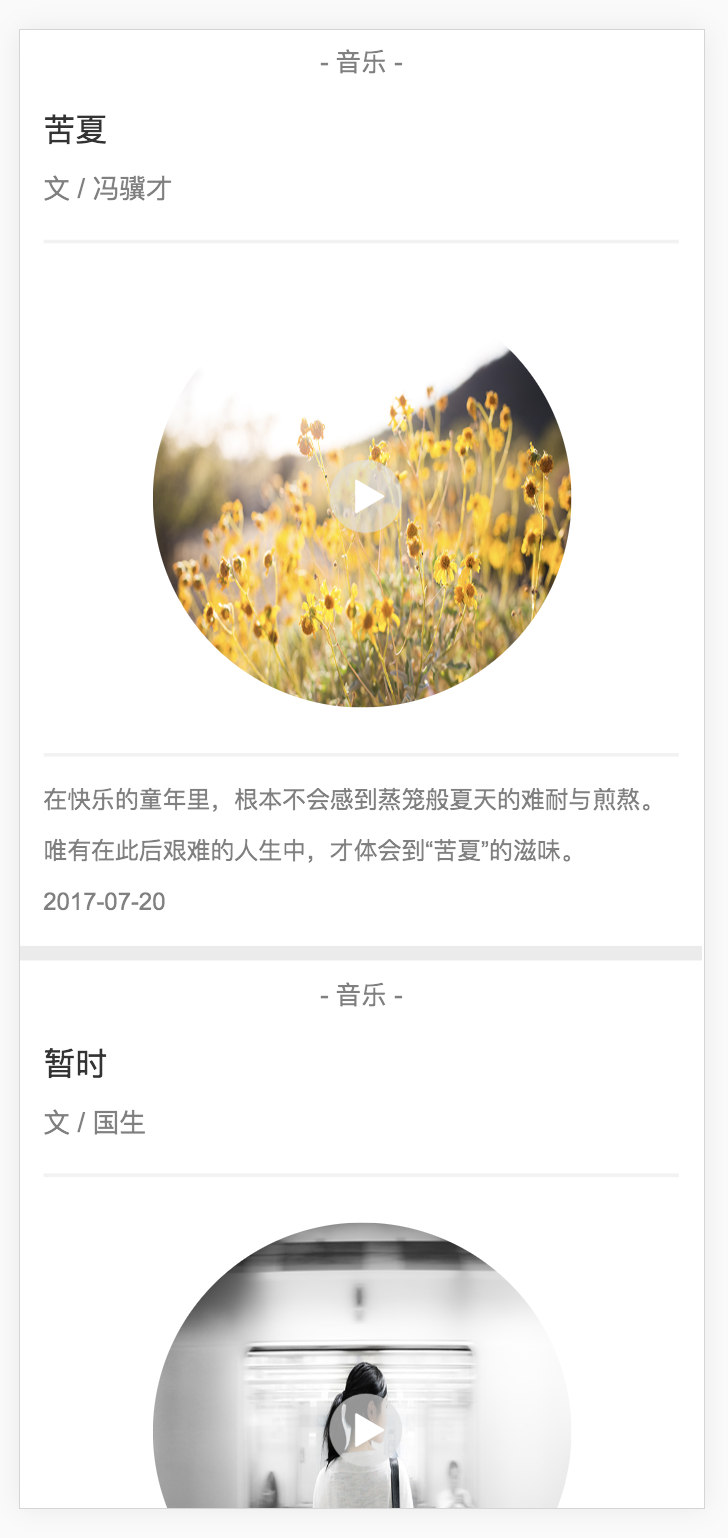 - 音乐 -
苦夏
文 / 冯骥才
在快乐的童年里，根本不会感到蒸笼般夏天的难耐与煎熬。
唯有在此后艰难的人生中，才体会到“苦夏”的滋味。
2017-07-20
- 音乐 -
暂时
文 / 国生